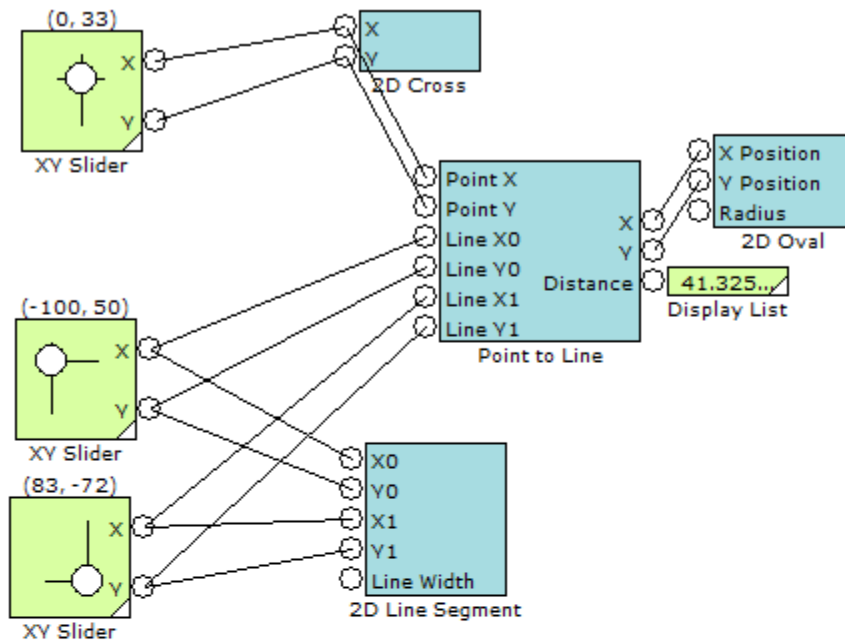 (0, 33)
X
Y
XY Slider
X
Y
2D Cross
Point X
Point Y
Line X0
Line Y0
Line X1
Line Y1
X
Y
Distance
Point to Line
X Position
Y Position
Radius
2D Oval
41.325...
Display List
(-100, 50)
X
Y
XY Slider
(83, -72)
X
Y
XY Slider
X0
Y0
X1
Y1
Line Width
2D Line Segment